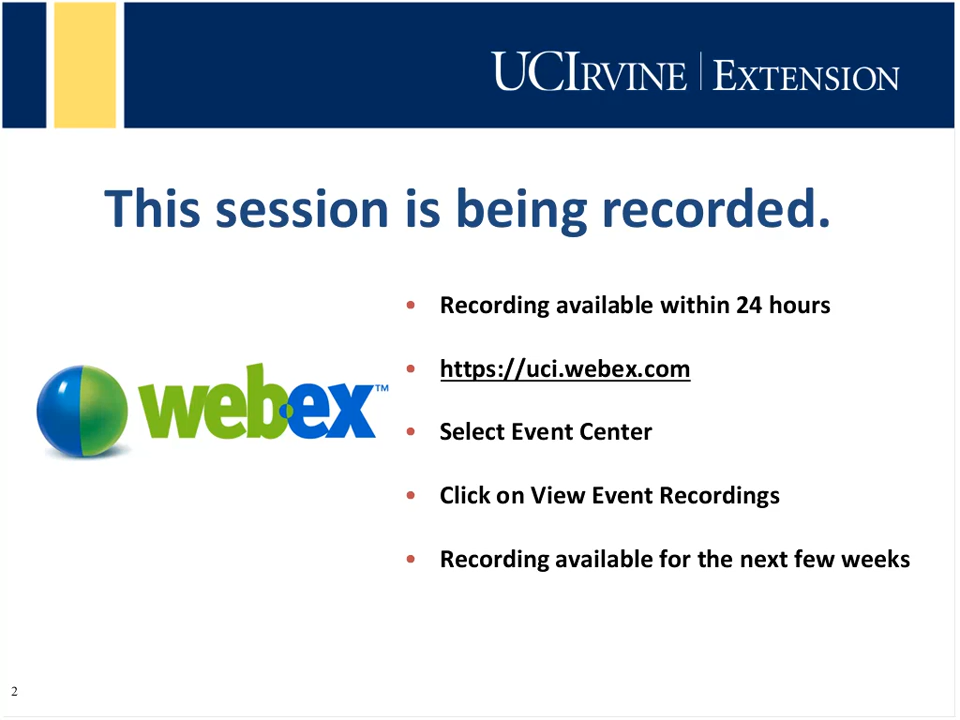 UCIRVINE | EXTENSION
This session is being recorded.
• Recording available within 24 hours
• https://uci.webex.com
webex™
• Select Event Center
• Click on View Event Recordings
• Recording available for the next few weeks
2